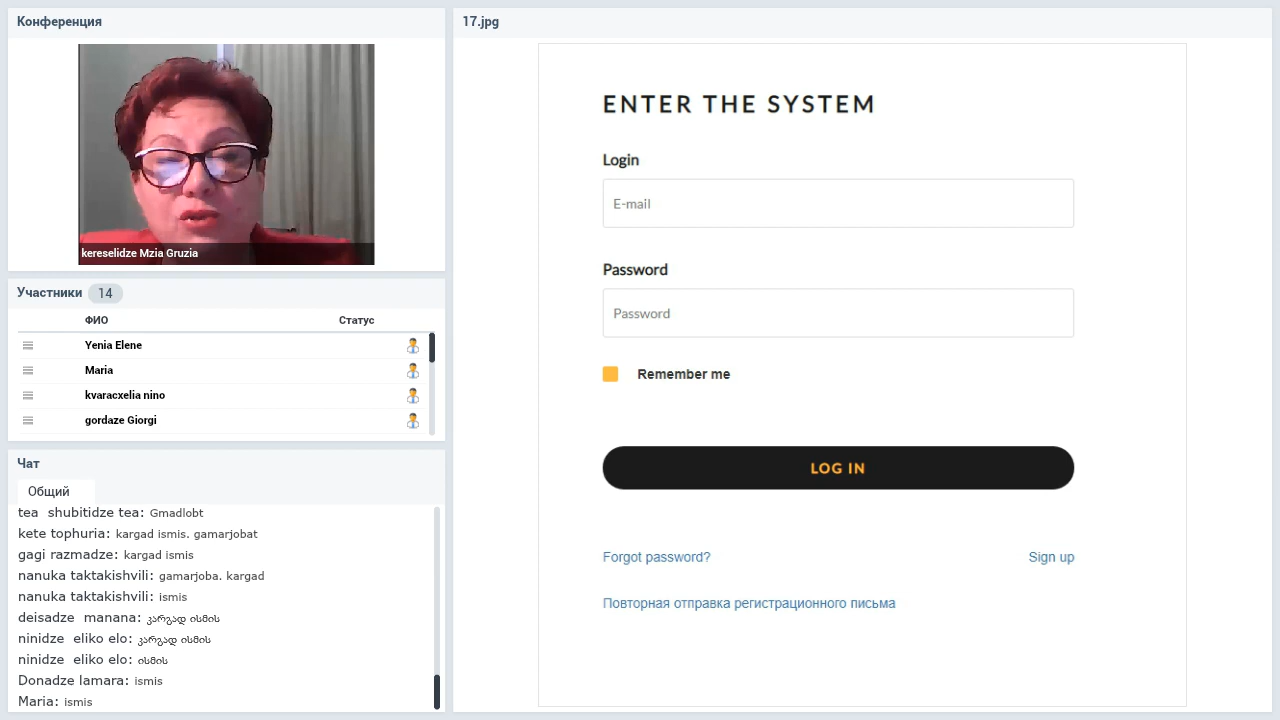 Конференция
kereselidze Mzia Gruzia
Участники 14
ФИО Статус
Yenia Elene
Maria
kvaracxelia nino
gordaze Giorgi
Чат
Общий
tea shubitidze tea: Gmadlobt
kete tophuria: kargad ismis. gamarjobat
gagi razmadze: kargad ismis
nanuka taktakishvili: gamarjoba. kargad
nanuka taktakishvili: ismis
deisadze manana: კარგად ისმის
ninidze eliko elo: კარგად ისმის
ninidze eliko elo: ისმის
Donadze lamara: ismis
Maria: ismis
17.jpg
ENTER THE SYSTEM
Login
E-mail
Password
Password
Remember me
LOG IN
Forgot password? Sign up
Повторная отправка регистрационного письма